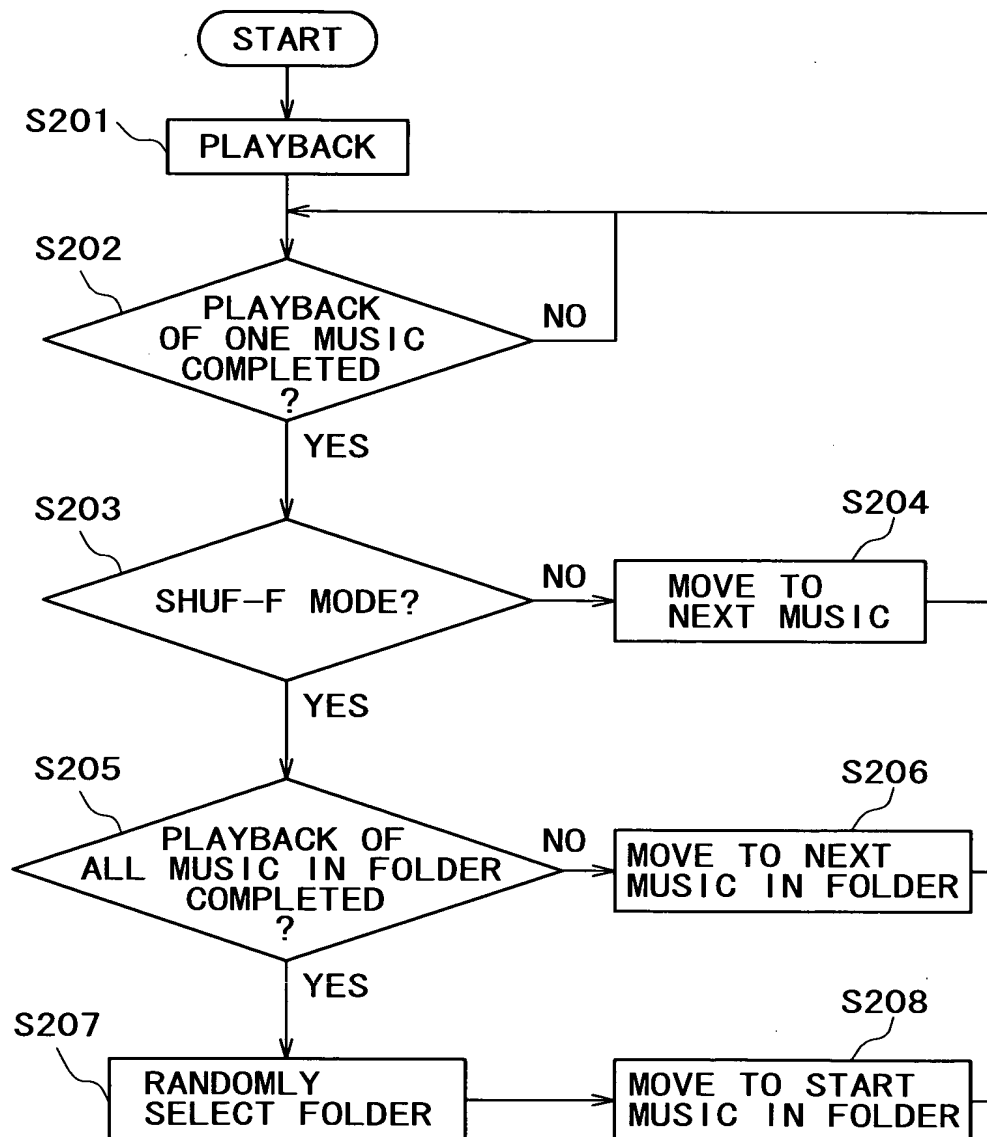 START
S201
PLAYBACK
S202
PLAYBACK
OF ONE MUSIC
COMPLETED
?
NO
YES
S203
SHUF-F MODE?
NO
S204
MOVE TO
NEXT MUSIC
YES
S205
PLAYBACK OF
ALL MUSIC IN FOLDER
COMPLETED
?
NO
S206
MOVE TO NEXT
MUSIC IN FOLDER
YES
S207
RANDOMLY
SELECT FOLDER
S208
MOVE TO START
MUSIC IN FOLDER